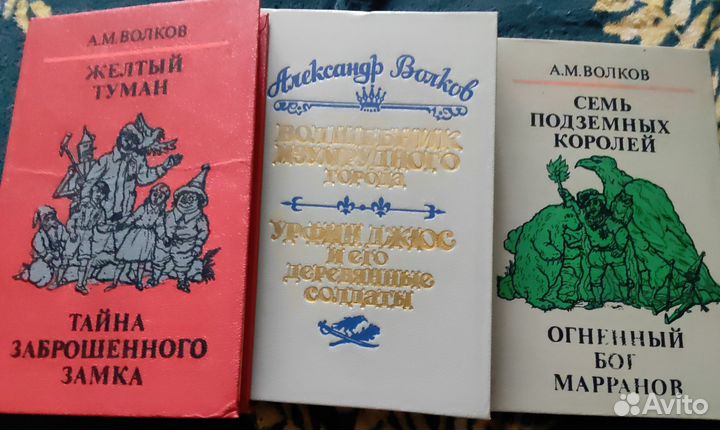 А.М.ВОЛКОВ
ЖЕЛТЫЙ
ТУМАН
ТАЙНА
ЗАБРОШЕННОГО
ЗАМКА
Александр Волков
ВОЛШЕБНИК
ИЗУМРУДНОГО
города
УРФИН ДЖЮС
и его
деревянные
солдаты
А.М.ВОЛКОВ
СЕМЬ
ПОДЗЕМНЫХ
КОРОЛЕЙ
ОГНЕННЫЙ
БОГ
МАРРАНОВ
Avito